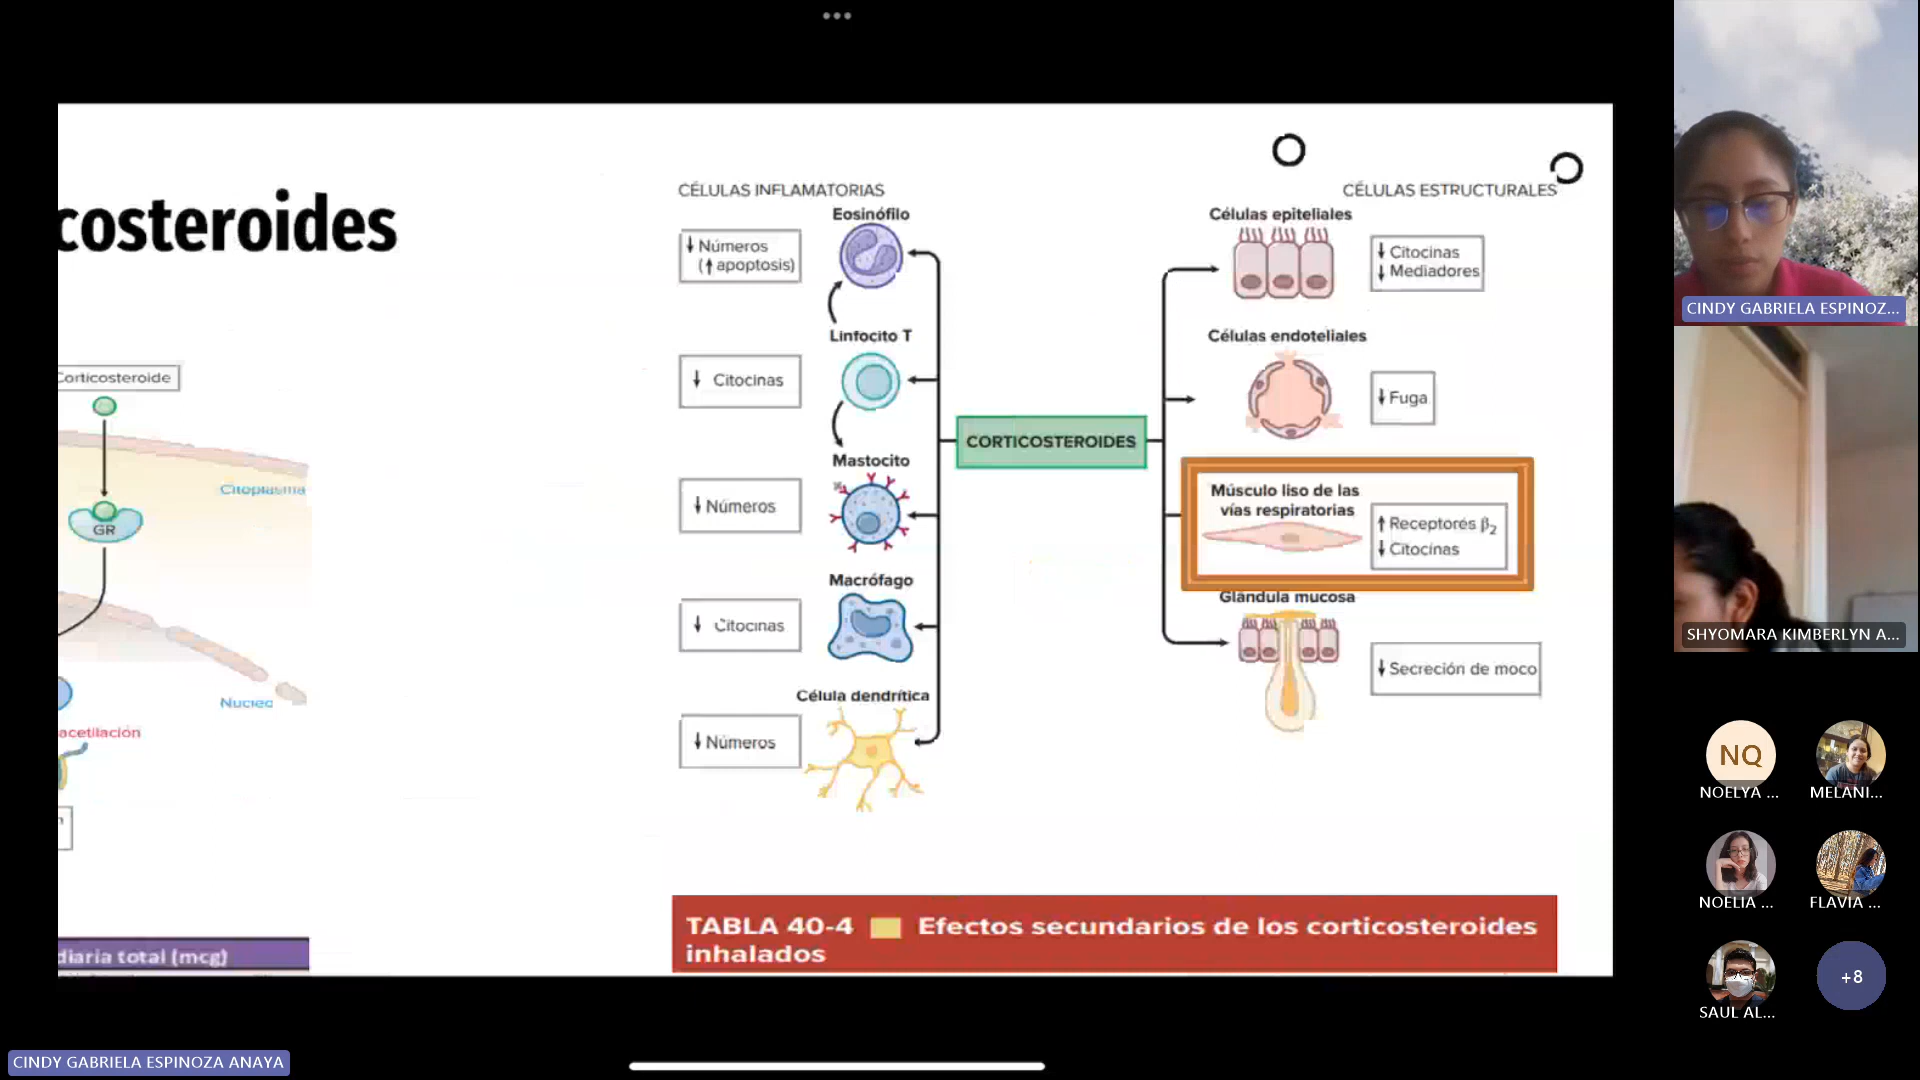 costeroides
Corticosteroide
Citoplasma
GR
Nucleo
acetilación
diaria total (mcg)
CÉLULAS INFLAMATORIAS
Eosinófilo
↓ Números
(↑ apoptosis)
Linfocito T
↓ Citocinas
Mastocito
↓ Números
Macrófago
↓ Citocinas
Célula dendrítica
↓ Números
CORTICOSTEROIDES
CÉLULAS ESTRUCTURALES
Células epiteliales
↓ Citocinas
↓ Mediadores
Células endoteliales
↓ Fuga
Músculo liso de las
vías respiratorias
↑ Receptores β2
↓ Citocinas
Glándula mucosa
↓ Secreción de moco
TABLA 40-4 Efectos secundarios de los corticosteroides
inhalados
CINDY GABRIELA ESPINOZ...
SHYOMARA KIMBERLYN A...
NQ
NOELYA ...
MELANI...
NOELIA ...
FLAVIA ...
SAUL AL...
+8
CINDY GABRIELA ESPINOZA ANAYA